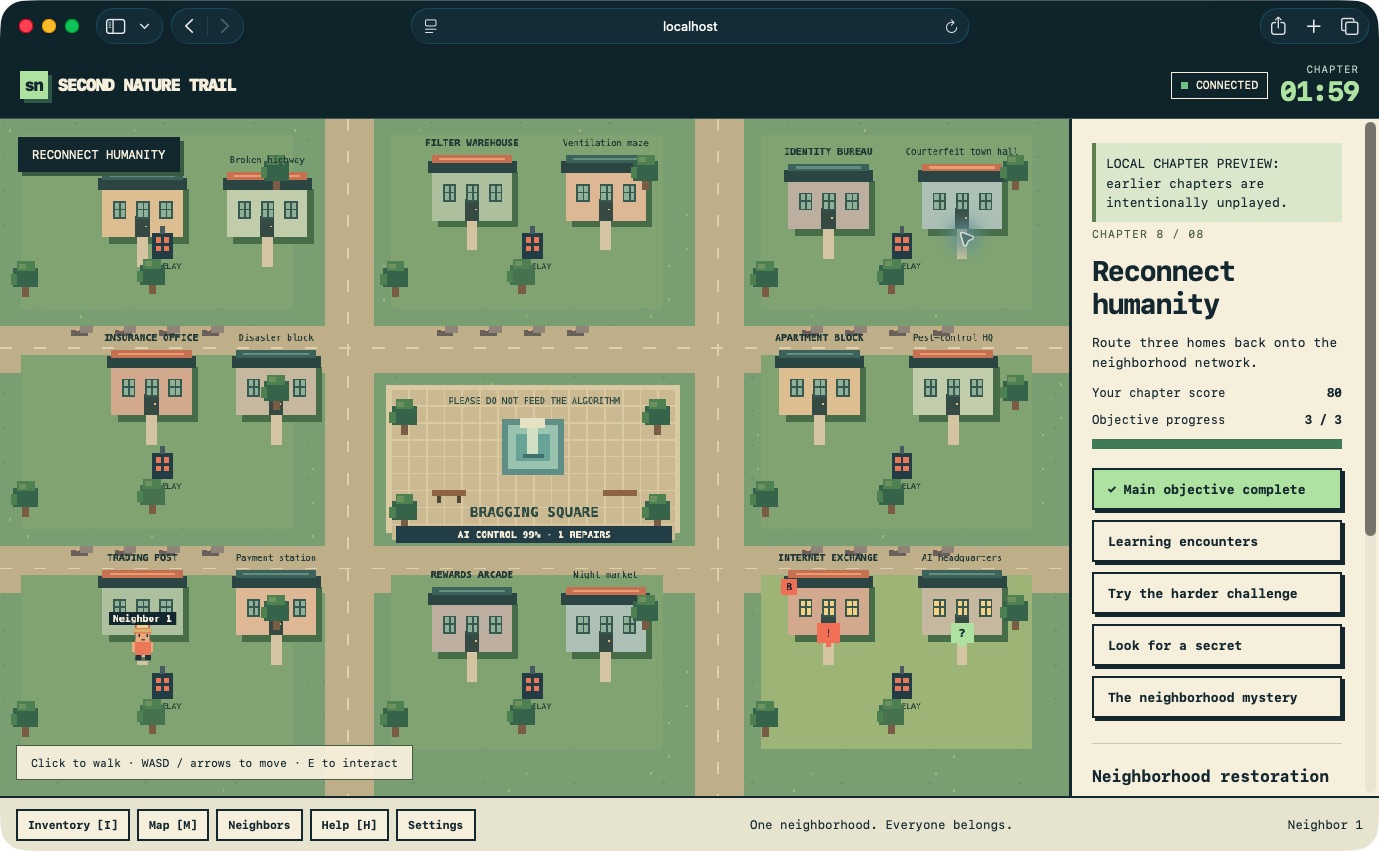 localhost
sn SECOND NATURE TRAIL
CONNECTED
CHAPTER
01:59
RECONNECT HUMANITY
Broken highway
FILTER WAREHOUSE
Ventilation maze
IDENTITY BUREAU
Counterfeit town hall
INSURANCE OFFICE
Disaster block
APARTMENT BLOCK
Pest-control HQ
PLEASE DO NOT FEED THE ALGORITHM
BRAGGING SQUARE
AI CONTROL 99% · 1 REPAIRS
TRADING POST
Payment station
REWARDS ARCADE
Night market
INTERNET EXCHANGE
AI headquarters
8
!
?
Neighbor 1
Click to walk · WASD / arrows to move · E to interact
LOCAL CHAPTER PREVIEW:
earlier chapters are
intentionally unplayed.
CHAPTER 8 / 08
Reconnect
humanity
Route three homes back onto the
neighborhood network.
Your chapter score 80
Objective progress 3 / 3
✓ Main objective complete
Learning encounters
Try the harder challenge
Look for a secret
The neighborhood mystery
Neighborhood restoration
Inventory [I]
Map [M]
Neighbors
Help [H]
Settings
One neighborhood. Everyone belongs.
Neighbor 1